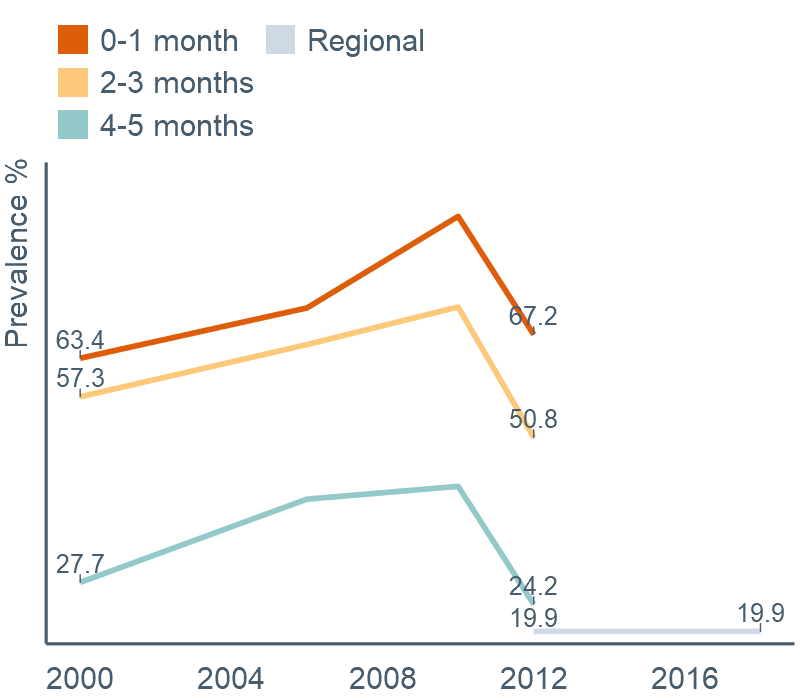 0-1 month
Regional
2-3 months
4-5 months
Prevalence %
63.4
57.3
27.7
67.2
50.8
24.2
19.9
19.9
2000 2004 2008 2012 2016